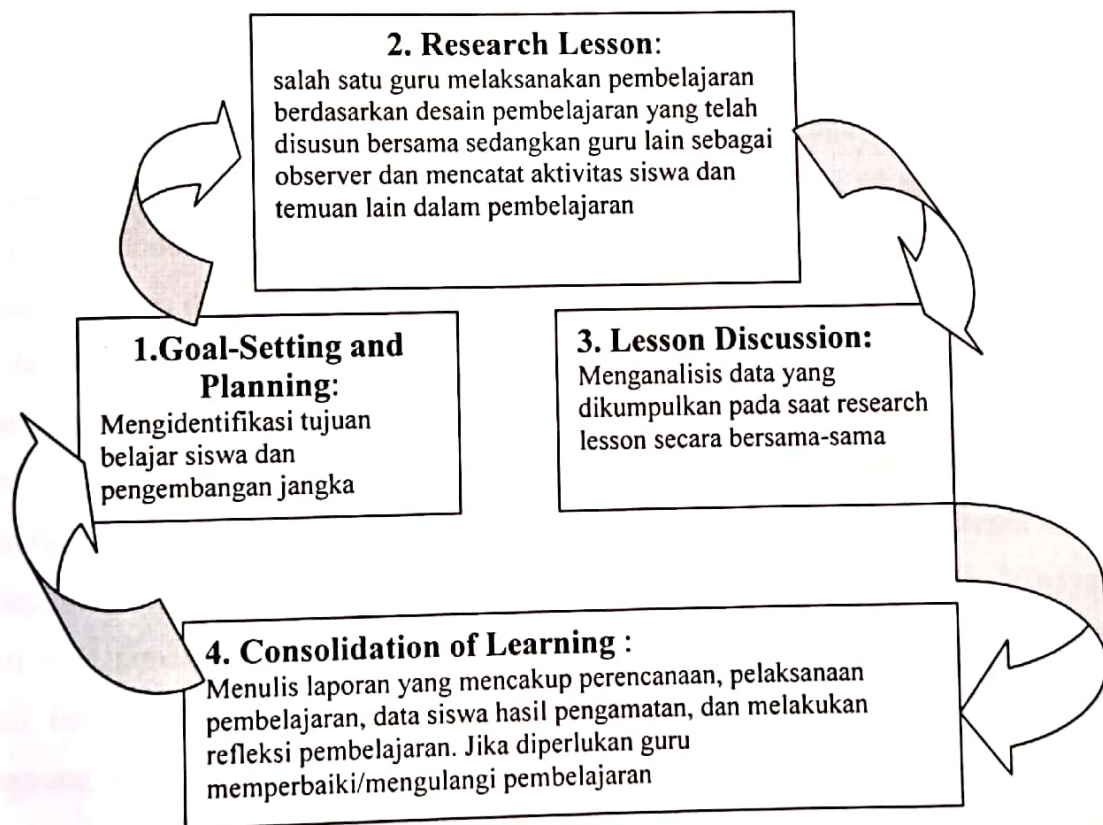 2. Research Lesson:
salah satu guru melaksanakan pembelajaran
berdasarkan desain pembelajaran yang telah
disusun bersama sedangkan guru lain sebagai
observer dan mencatat aktivitas siswa dan
temuan lain dalam pembelajaran
1.Goal-Setting and
Planning:
Mengidentifikasi tujuan
belajar siswa dan
pengembangan jangka
3. Lesson Discussion:
Menganalisis data yang
dikumpulkan pada saat research
lesson secara bersama-sama
4. Consolidation of Learning :
Menulis laporan yang mencakup perencanaan, pelaksanaan
pembelajaran, data siswa hasil pengamatan, dan melakukan
refleksi pembelajaran. Jika diperlukan guru
memperbaiki/mengulangi pembelajaran